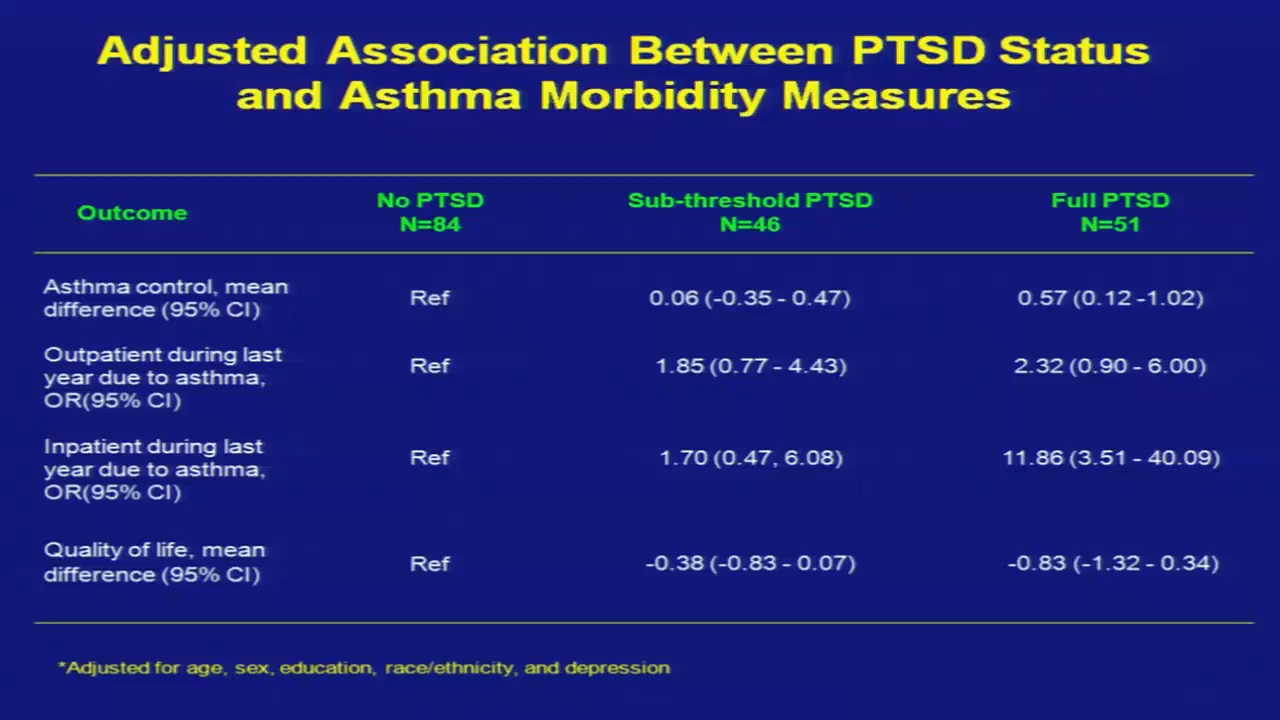 Adjusted Association Between PTSD Status
and Asthma Morbidity Measures
Outcome
No PTSD
N=84
Sub-threshold PTSD
N=46
Full PTSD
N=51
Asthma control, mean
difference (95% CI)
Ref
0.06 (-0.35 - 0.47)
0.57 (0.12 -1.02)
Outpatient during last
year due to asthma,
OR(95% CI)
Ref
1.85 (0.77 - 4.43)
2.32 (0.90 - 6.00)
Inpatient during last
year due to asthma,
OR(95% CI)
Ref
1.70 (0.47, 6.08)
11.86 (3.51 - 40.09)
Quality of life, mean
difference (95% CI)
Ref
-0.38 (-0.83 - 0.07)
-0.83 (-1.32 - 0.34)
*Adjusted for age, sex, education, race/ethnicity, and depression